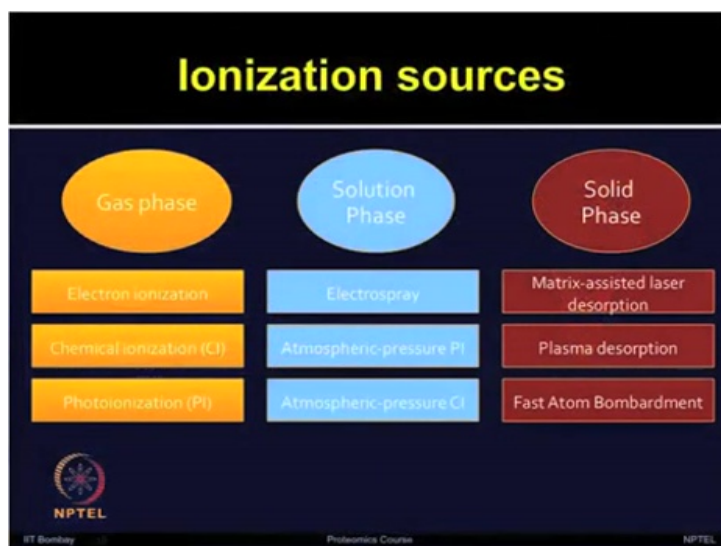 Ionization sources
Gas phase
Solution
Phase
Solid
Phase
Electron ionization
Electrospray
Matrix-assisted laser
desorption
Chemical ionization (CI)
Atmospheric-pressure PI
Plasma desorption
Photoionization (PI)
Atmospheric-pressure CI
Fast Atom Bombardment
NPTEL
IIT Bombay
Proteomics Course
NPTEL